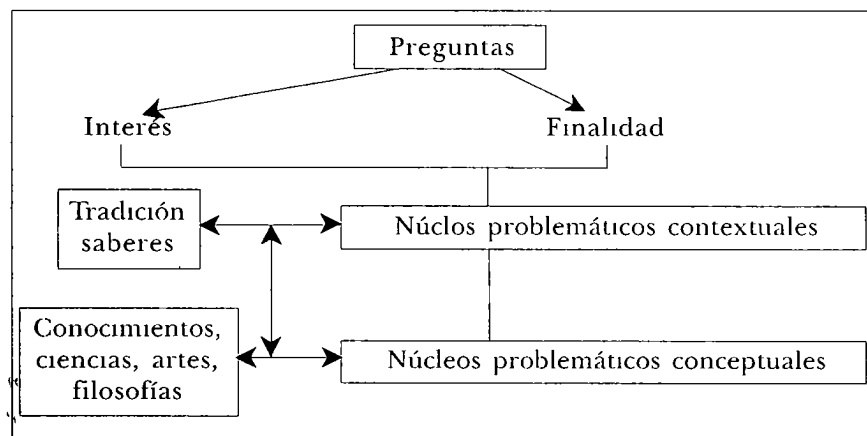 Preguntas
Interés
Finalidad
Tradición
saberes
Núclos problemáticos contextuales
Conocimientos,
ciencias, artes,
filosofías
Núcleos problemáticos conceptuales